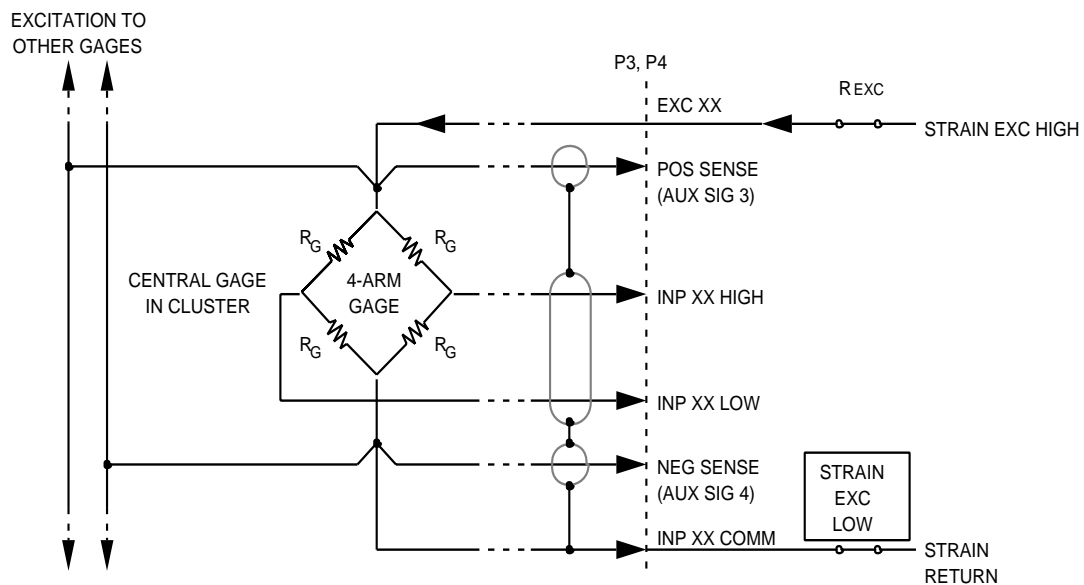 EXCITATION TO
OTHER GAGES
P3, P4
R EXC
EXC XX
STRAIN EXC HIGH
POS SENSE
(AUX SIG 3)
RG
RG
CENTRAL GAGE
IN CLUSTER
4-ARM
GAGE
INP XX HIGH
RG
RG
INP XX LOW
NEG SENSE
(AUX SIG 4)
STRAIN
EXC
LOW
INP XX COMM
STRAIN
RETURN